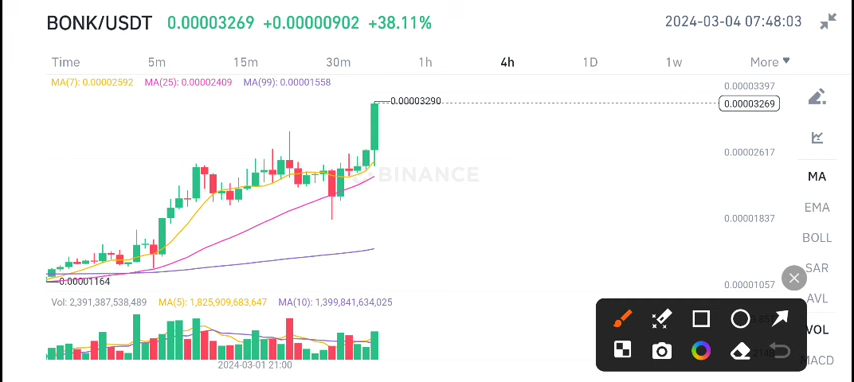 BONK/USDT 0.00003269 +0.00000902 +38.11% 2024-03-04 07:48:03
Time 5m 15m 30m 1h 4h 1D 1w More
MA(7): 0.00002592 MA(25): 0.00002409 MA(99): 0.00001558
0.00003397
0.00003290
0.00003269
0.00002617
BINANCE
0.00001837
0.00001164
0.00001057
MA
EMA
BOLL
SAR
AVL
VOL
MACD
Vol: 2,391,387,538,489 MA(5): 1,825,909,683,647 MA(10): 1,399,841,634,025
2024-03-01 21:00